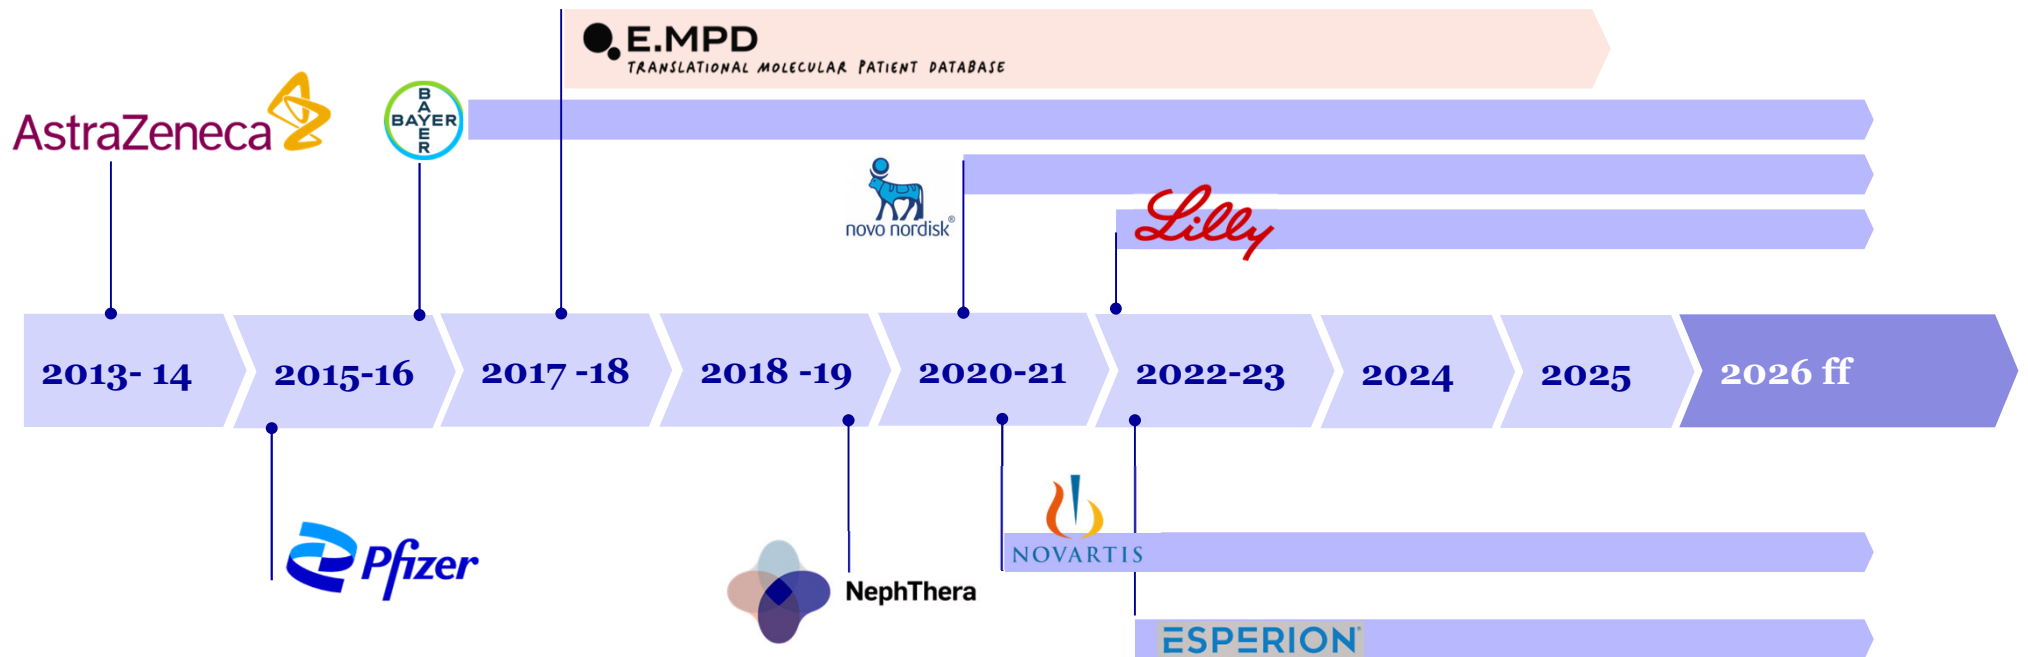 E.MPD
TRANSLATIONAL MOLECULAR PATIENT DATABASE
AstraZeneca
BAYER
BAYER
novo nordisk®
Lilly
2013- 14
2015-16
2017 -18
2018 -19
2020-21
2022-23
2024
2025
2026 ff
Pfizer
NOVARTIS
NephThera
ESPERION